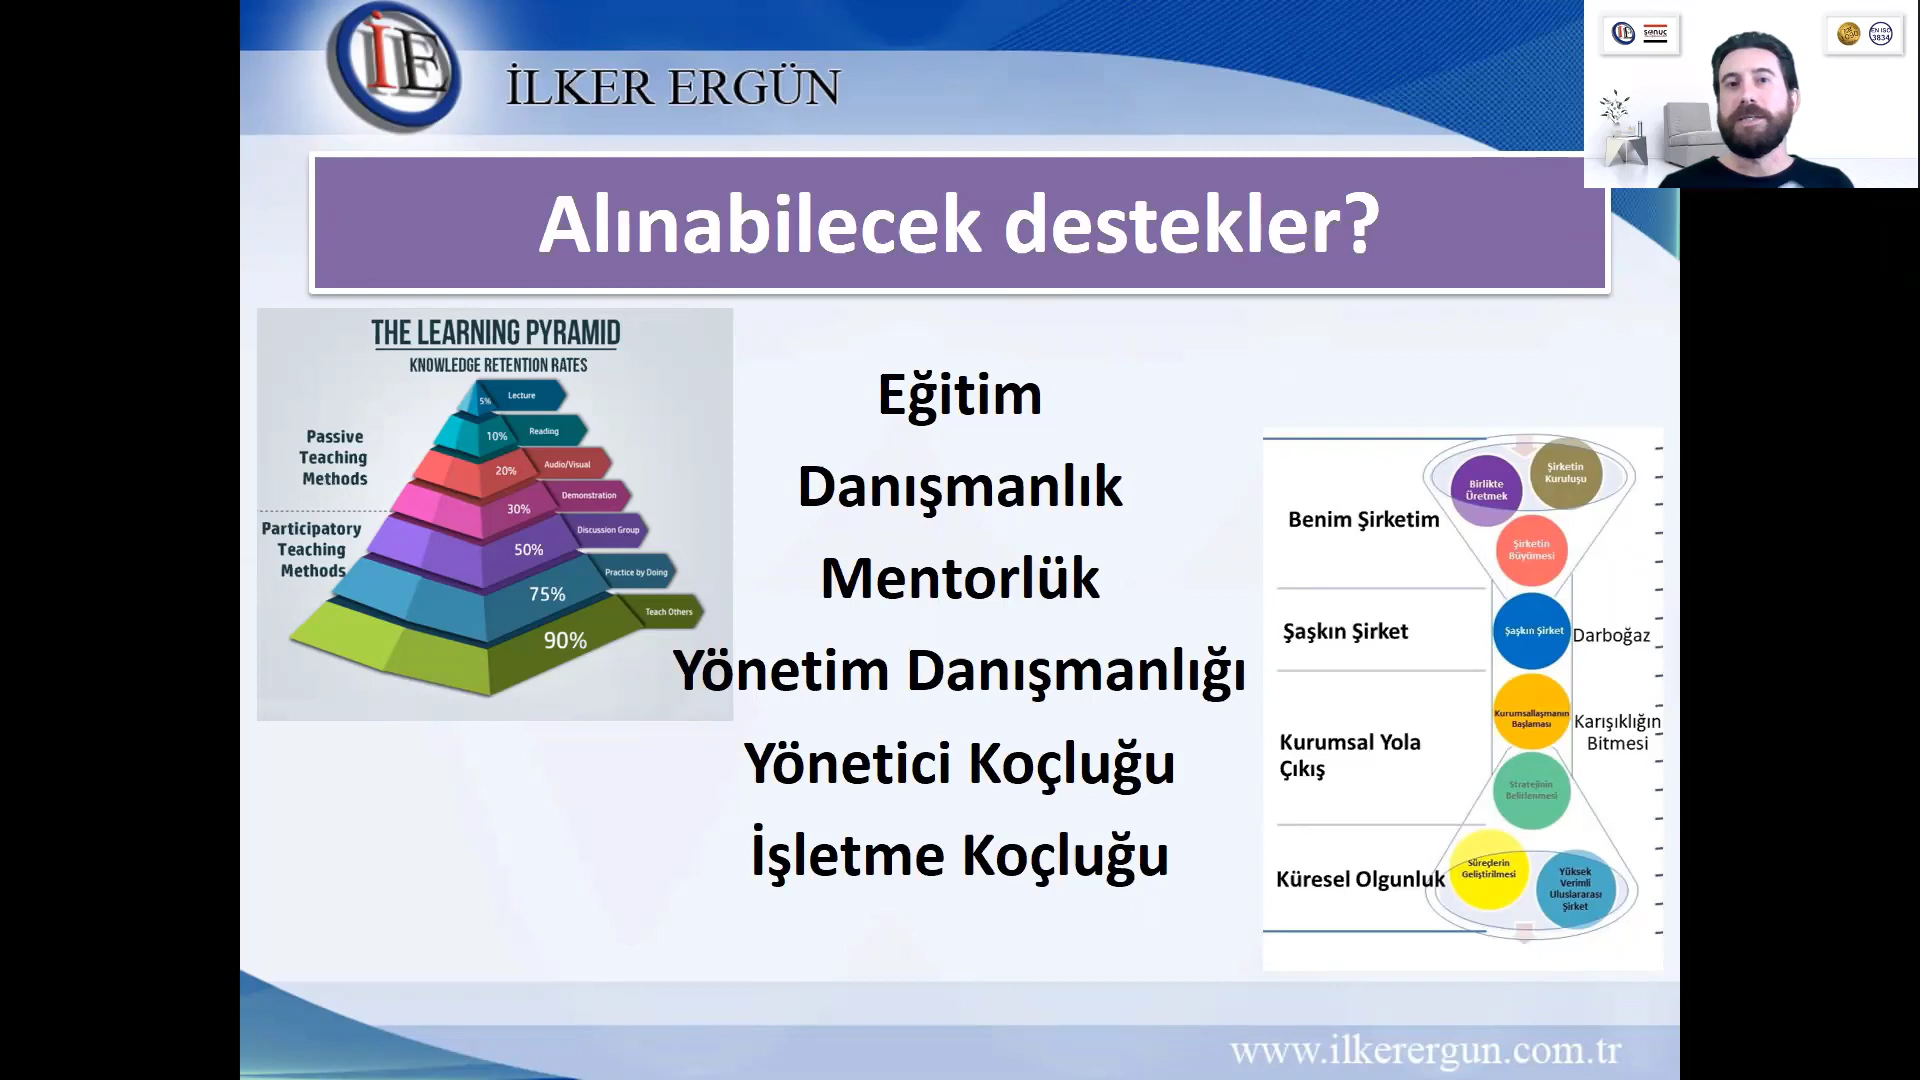 İE
İLKER ERGÜN
İE
sonuç
EN ISO
3834
Alınabilecek destekler?
THE LEARNING PYRAMID
KNOWLEDGE RETENTION RATES
Passive
Teaching
Methods
Participatory
Teaching
Methods
5% Lecture
10% Reading
20% Audio/Visual
30% Demonstration
50% Discussion Group
75% Practice by Doing
90% Teach Others
Eğitim
Danışmanlık
Mentorlük
Yönetim Danışmanlığı
Yönetici Koçluğu
İşletme Koçluğu
Benim Şirketim
Birlikte
Üretmek
Şirketin
Kuruluşu
Şirketin
Büyümesi
Şaşkın Şirket
Şaşkın Şirket
Darboğaz
Kurumsal Yola
Çıkış
Kurumsallaşmanın
Başlaması
Karışıklığın
Bitmesi
Stratejinin
Belirlenmesi
Küresel Olgunluk
Süreçlerin
Geliştirilmesi
Yüksek
Verimli
Uluslararası
Şirket
www.ilkerergun.com.tr